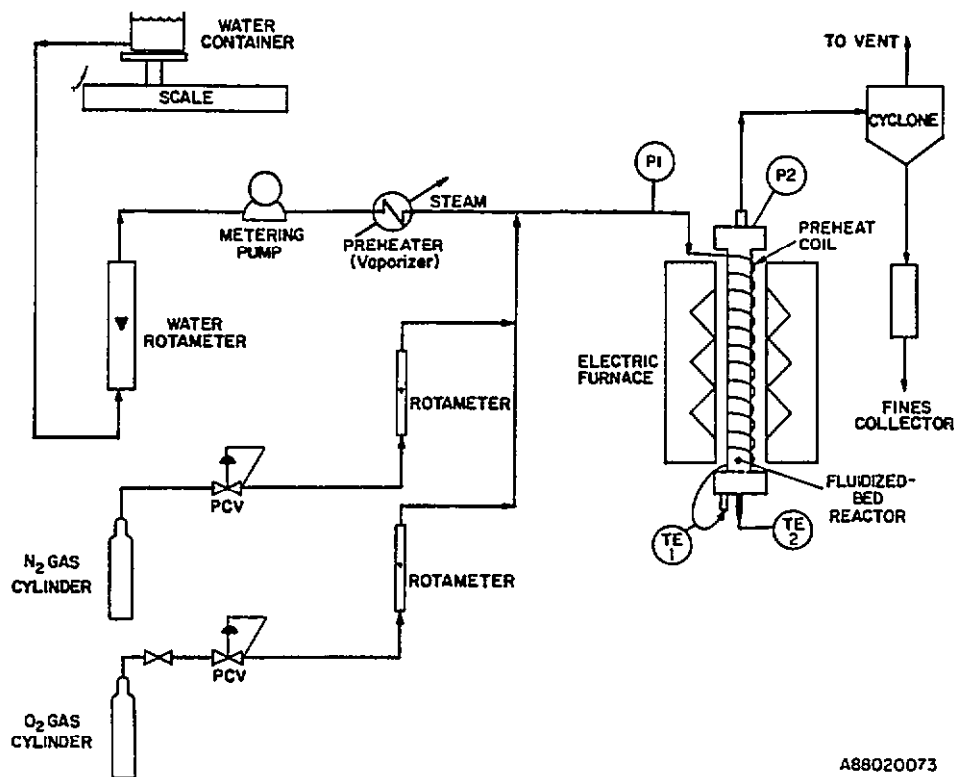 WATER
CONTAINER
SCALE
TO VENT
CYCLONE
P1
P2
STEAM
METERING
PUMP
PREHEATER
(Vaporizer)
PREHEAT
COIL
WATER
ROTAMETER
ELECTRIC
FURNACE
ROTAMETER
FINES
COLLECTOR
PCV
FLUIDIZED-
BED
REACTOR
TE
1
TE
2
N2 GAS
CYLINDER
ROTAMETER
PCV
O2 GAS
CYLINDER
A88020073